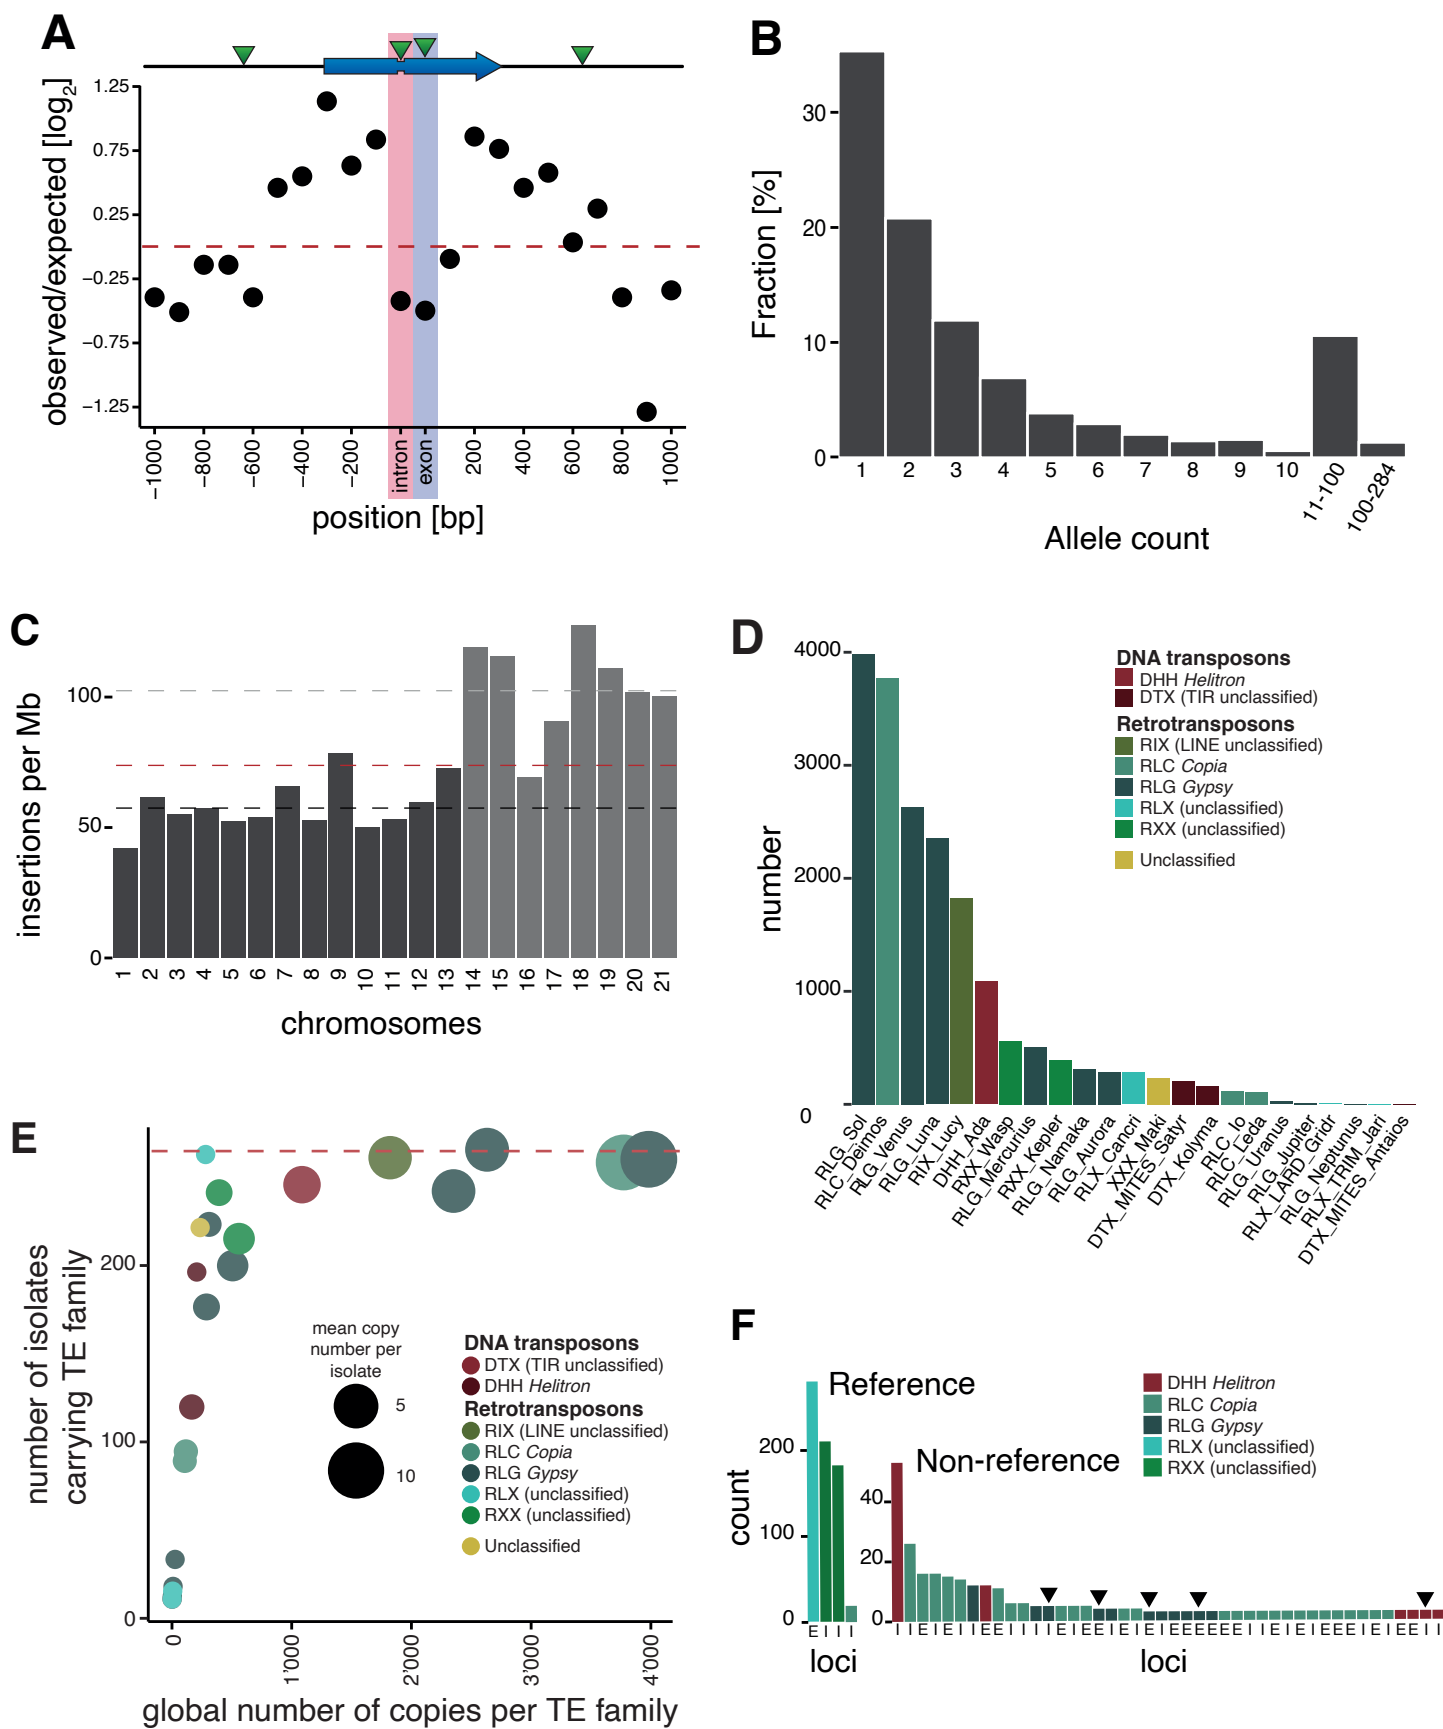 A
observed/expected [log2]
1.25
0.75
0.25
−0.25
−0.75
−1.25
−1000
−800
−600
−400
−200
intron
exon
200
400
600
800
1000
position [bp]
B
Fraction [%]
30
20
10
0
1 2 3 4 5 6 7 8 9 10 11-100 100-284
Allele count
C
insertions per Mb
100
50
0
1 2 3 4 5 6 7 8 9 10 11 12 13 14 15 16 17 18 19 20 21
chromosomes
D
number
4000
3000
2000
1000
0
DNA transposons
DHH Helitron
DTX (TIR unclassified)
Retrotransposons
RIX (LINE unclassified)
RLC Copia
RLG Gypsy
RLX (unclassified)
RXX (unclassified)
Unclassified
RLG_Sol
RLC_Deimos
RLG_Venus
RLG_Luna
RIX_Lucy
DHH_Ada
RXX_Wasp
RLG_Mercurius
RXX_Kepler
RLG_Namaka
RLG_Aurora
RLX_Cancri
XXX_Maki
DTX_MITES_Satyr
DTX_Kolyma
RLC_Io
RLC_Leda
RLG_Uranus
RLG_Jupiter
RLX_LARD_Gridr
RLG_Neptunus
RLX_TRIM_Jari
DTX_MITES_Antaios
E
number of isolates
carrying TE family
200
100
0
mean copy
number per
isolate
5
10
DNA transposons
DTX (TIR unclassified)
DHH Helitron
Retrotransposons
RIX (LINE unclassified)
RLC Copia
RLG Gypsy
RLX (unclassified)
RXX (unclassified)
Unclassified
0
1'000
2'000
3'000
4'000
global number of copies per TE family
F
Reference
count
200
100
0
E I I I
loci
Non-reference
40
20
0
DHH Helitron
RLC Copia
RLG Gypsy
RLX (unclassified)
RXX (unclassified)
I I E I E I I E E I I I I E I I E E I I E I E I E E E E I I E I E I E E E I E I E E I I
loci